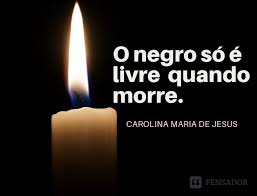 O negro só é
livre quando
morre.
CAROLINA MARIA DE JESUS
PENSADOR